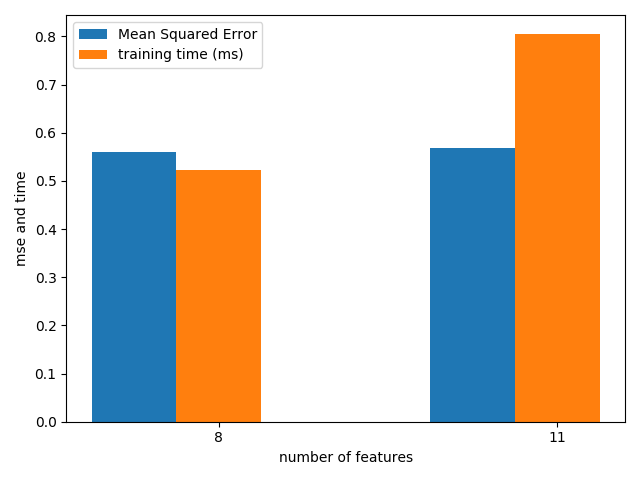 Mean Squared Error
training time (ms)
0.8
0.7
0.6
0.5
0.4
0.3
0.2
0.1
0.0
mse and time
8
11
number of features